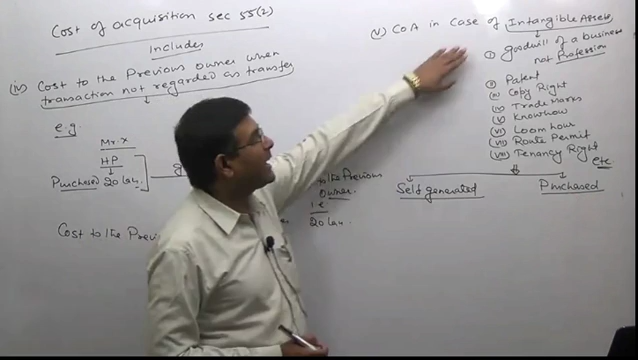 Cost of acquisition sec 55(2)
Includes
(iv) Cost to the Previous owner when
transaction not regarded as transfer
e.g.
Mr. X
HP
Purchased 20 lac.
to the Previous
owner.
i.e
20 lac.
Cost to the Previ
(v) CoA in Case of Intangible Assets
(i) goodwill of a business
not Profession
(ii) Patent
(iii) Copy Right
(iv) Trade Marks
(v) Knowhow
(vi) Loom hour
(vii) Route Permit
(viii) Tenancy Right
etc
Self generated
Purchased